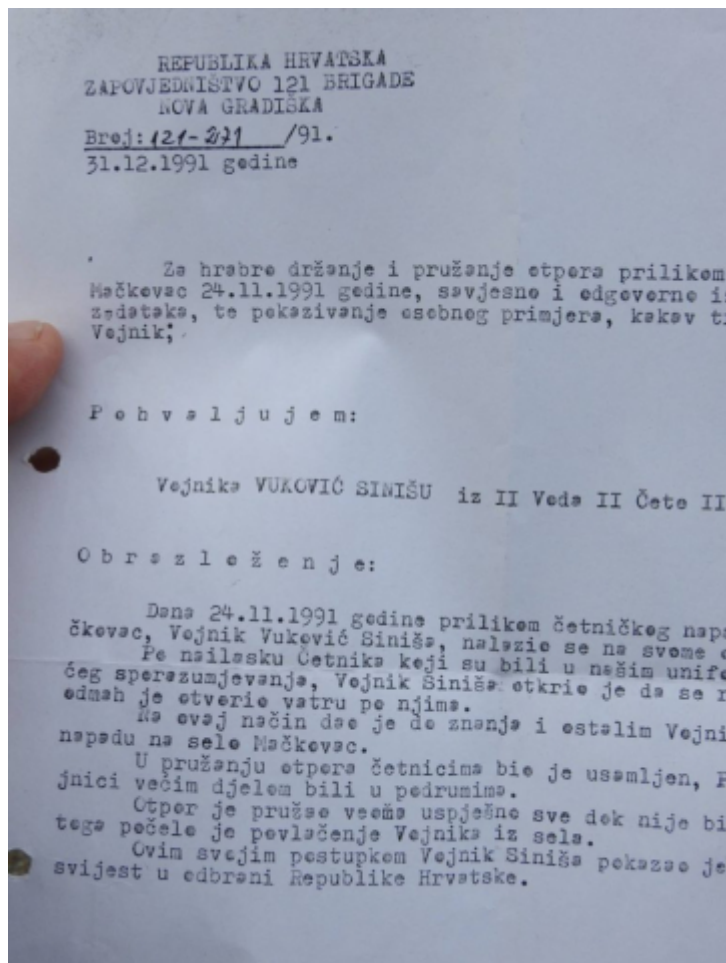 REPUBLIKA HRVATSKA
ZAPOVJEDNIŠTVO 121 BRIGADE
NOVA GRADIŠKA
Broj: 121-271 /91.
31.12.1991 godine
Za hrabro držanje i pružanje otpora prilikom
Mačkovac 24.11.1991 godine, savjesno i odgovorno
zadataka, te pokazivanje osobnog primjera, kakav
Vojnik;
P o h v a l j u j e m:
Vojnika VUKOVIĆ SINIŠU iz II Voda II Čete II
O b r a z l o ž e n j e:
Dana 24.11.1991 godine prilikom četničkog napa
čkovac, Vojnik Vuković Siniša, nalazio se na svome
Po nailasku Četnika koji su bili u našim unifo
ćeg sporazumjevanja, Vojnik Siniša otkrio je da se
odmah je otvorio vatru po njima.
Na ovaj način dao je do znanja i ostalim Vojni
napadu na selo Mačkovac.
U pružanju otpora četnicima bio je usamljen, P
jnici većim djelom bili u podrumima.
Otpor je pružao veoma uspješno sve dok nije bi
toga počelo je povlačenje Vojnika iz sela.
Ovim svojim postupkom Vojnik Siniša pokazao je
svijest u odbrani Republike Hrvatske.